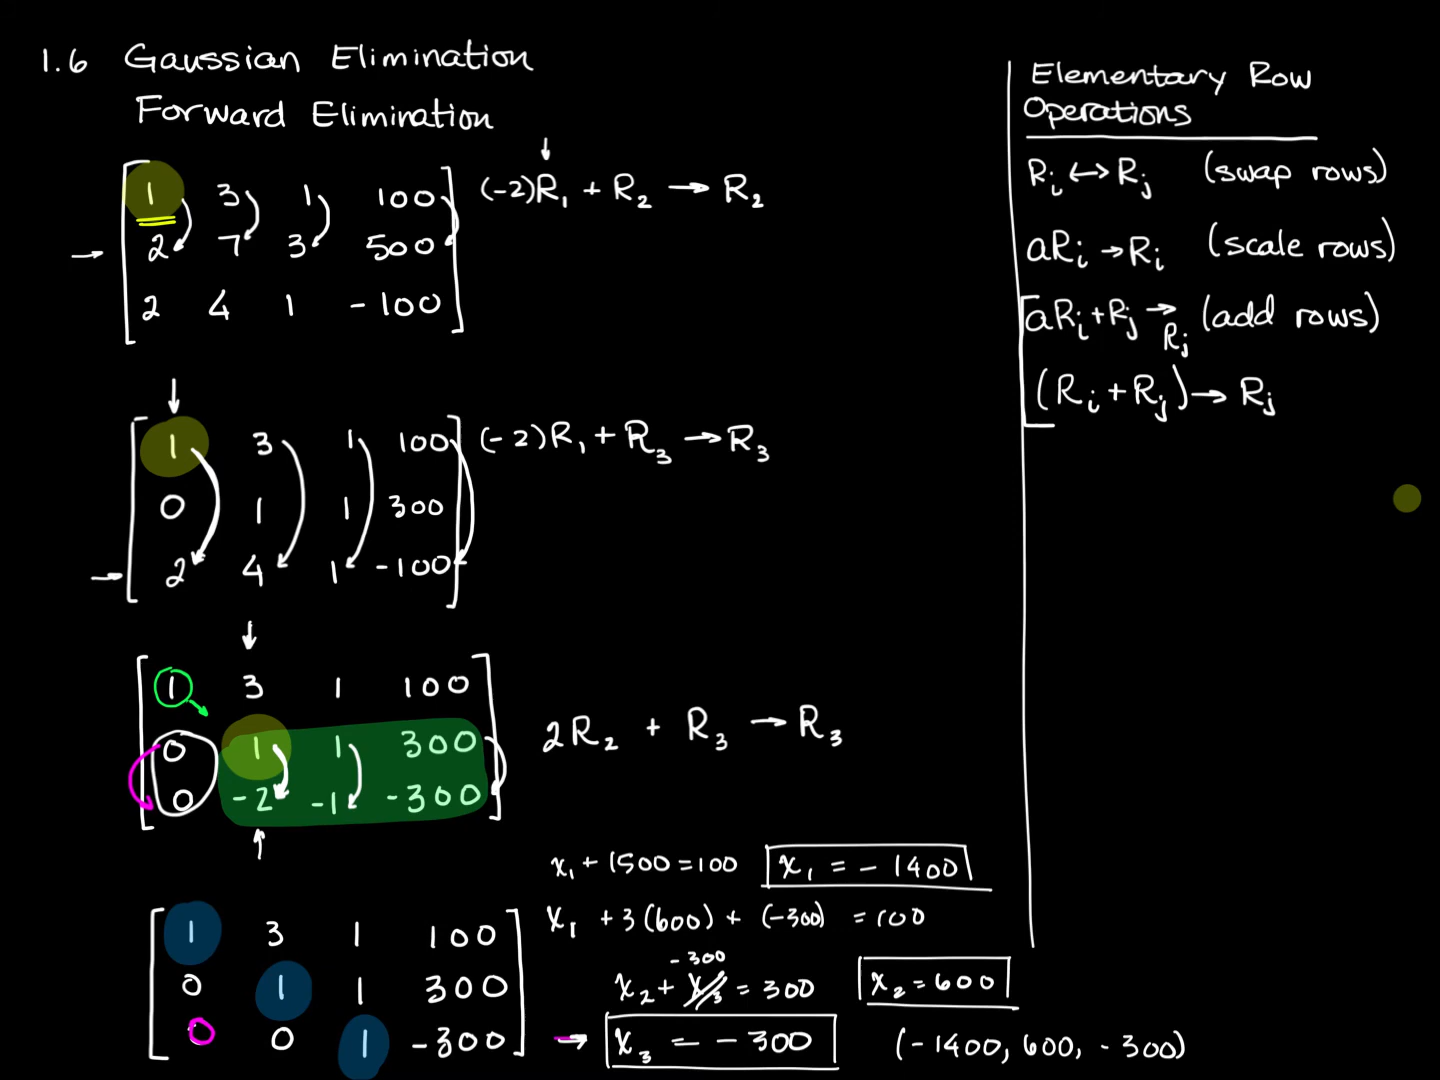 1.6 Gaussian Elimination
Forward Elimination
1 3 1 100 (-2)R₁ + R₂ → R₂
→ 2 7 3 500
2 4 1 -100
1 3 1 100 (-2)R₁ + R₃ → R₃
0 1 1 300
→ 2 4 1 -100
1 3 1 100
0 1 1 300 2R₂ + R₃ → R₃
0 -2 -1 -300
x₁ + 1500 = 100 x₁ = - 1400
1 3 1 100 x₁ + 3(600) + (-300) = 100
-300
0 1 1 300 x₂ + x₃ = 300 x₂ = 600
0 0 1 -300 → x₃ = - 300 (-1400, 600, -300)
Elementary Row
Operations
Rᵢ ↔ Rⱼ (swap rows)
aRᵢ → Rᵢ (scale rows)
aRᵢ + Rⱼ → Rⱼ (add rows)
(Rᵢ + Rⱼ) → Rⱼ